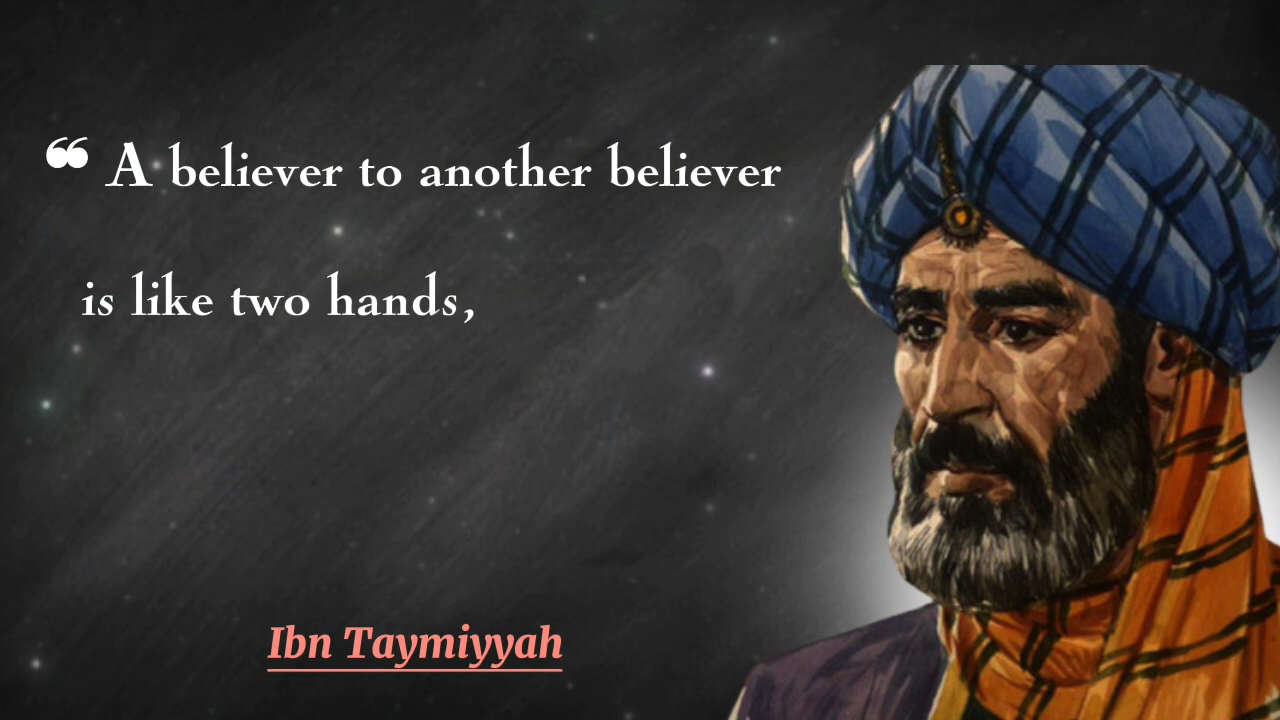 ❝ A believer to another believer
is like two hands,
Ibn Taymiyyah